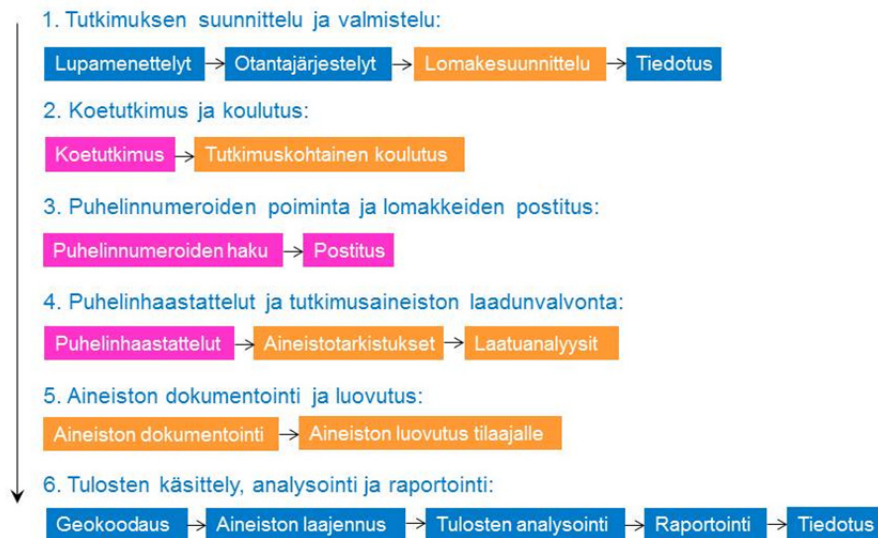 1. Tutkimuksen suunnittelu ja valmistelu:
Lupamenettelyt Otantajärjestelyt Lomakesuunnittelu Tiedotus
2. Koetutkimus ja koulutus:
Koetutkimus Tutkimuskohtainen koulutus
3. Puhelinnumeroiden poiminta ja lomakkeiden postitus:
Puhelinnumeroiden haku Postitus
4. Puhelinhaastattelut ja tutkimusaineiston laadunvalvonta:
Puhelinhaastattelut Aineistotarkistukset Laatuanalyysit
5. Aineiston dokumentointi ja luovutus:
Aineiston dokumentointi Aineiston luovutus tilaajalle
6. Tulosten käsittely, analysointi ja raportointi:
Geokoodaus Aineiston laajennus Tulosten analysointi Raportointi Tiedotus